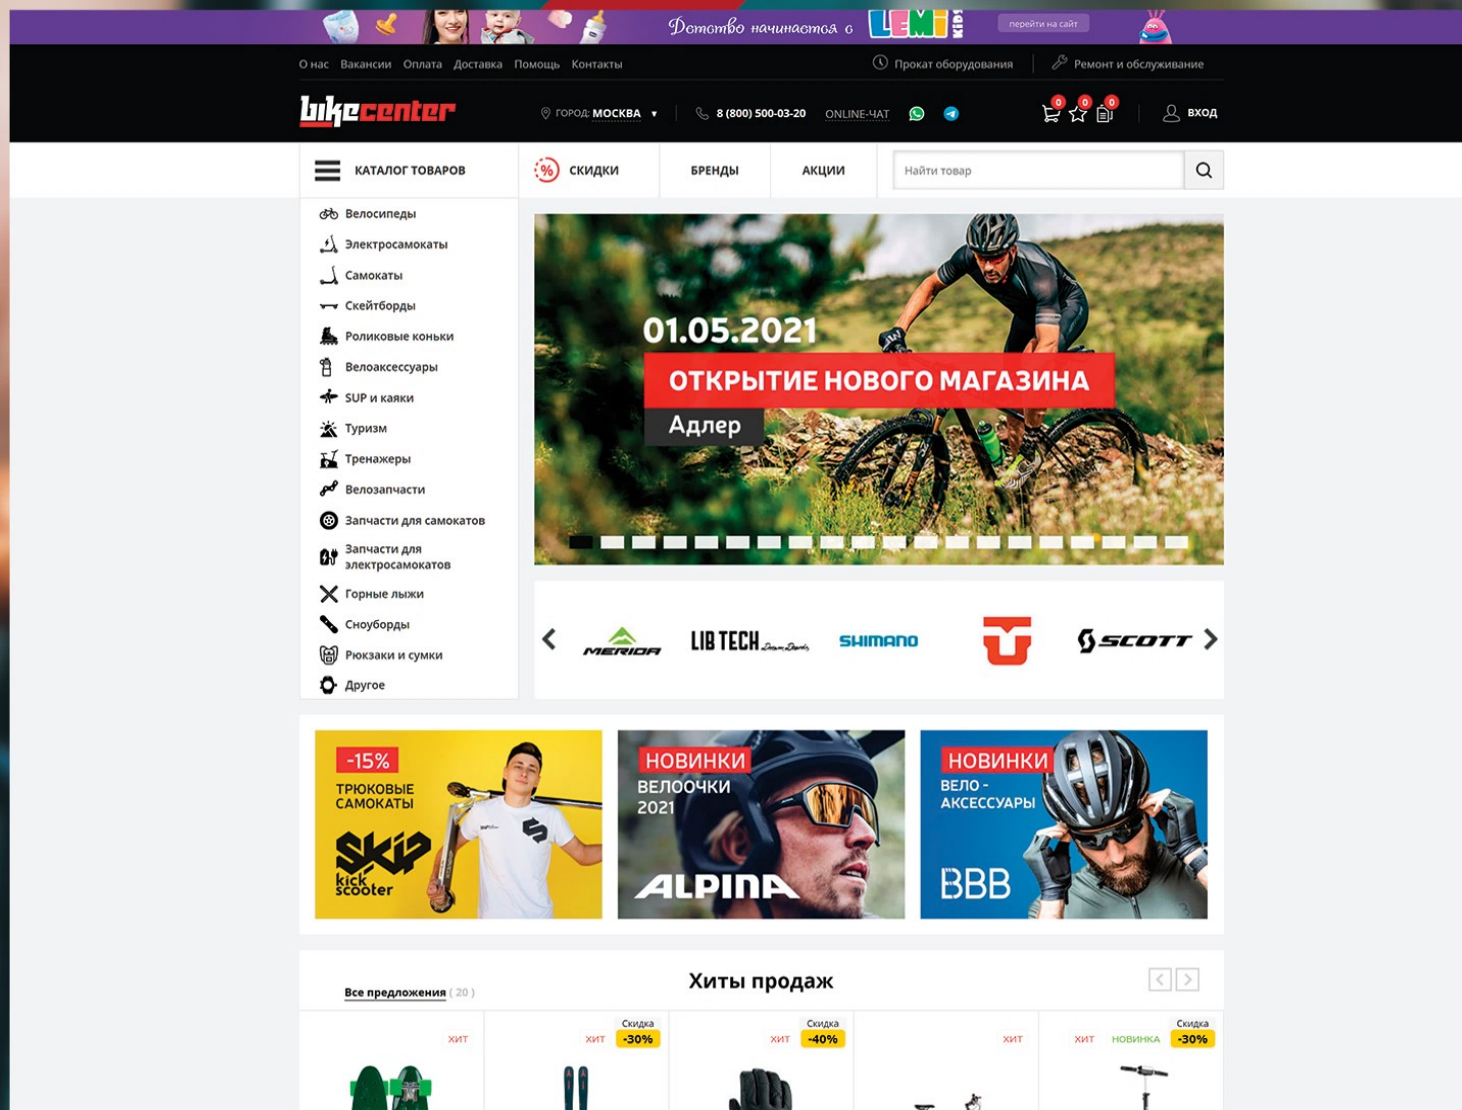 Детство начинается с
LEMI KiDS
перейти на сайт
О нас Вакансии Оплата Доставка Помощь Контакты
Прокат оборудования
Ремонт и обслуживание
bikecenter
ГОРОД: МОСКВА
8 (800) 500-03-20
ONLINE-ЧАТ
0 0 0
ВХОД
КАТАЛОГ ТОВАРОВ
% СКИДКИ
БРЕНДЫ
АКЦИИ
Найти товар
Велосипеды
Электросамокаты
Самокаты
Скейтборды
Роликовые коньки
Велоаксессуары
SUP и каяки
Туризм
Тренажеры
Велозапчасти
Запчасти для самокатов
Запчасти для
электросамокатов
Горные лыжи
Сноуборды
Рюкзаки и сумки
Другое
01.05.2021
ОТКРЫТИЕ НОВОГО МАГАЗИНА
Адлер
MERIDA
LIB TECH
SHIMANO
SCOTT
-15%
ТРЮКОВЫЕ
САМОКАТЫ
SKIP
kick
scooter
НОВИНКИ
ВЕЛООЧКИ
2021
ALPINA
НОВИНКИ
ВЕЛО -
АКСЕССУАРЫ
BBB
Все предложения ( 20 )
Хиты продаж
ХИТ
ХИТ
Скидка
-30%
ХИТ
Скидка
-40%
ХИТ
ХИТ НОВИНКА
Скидка
-30%